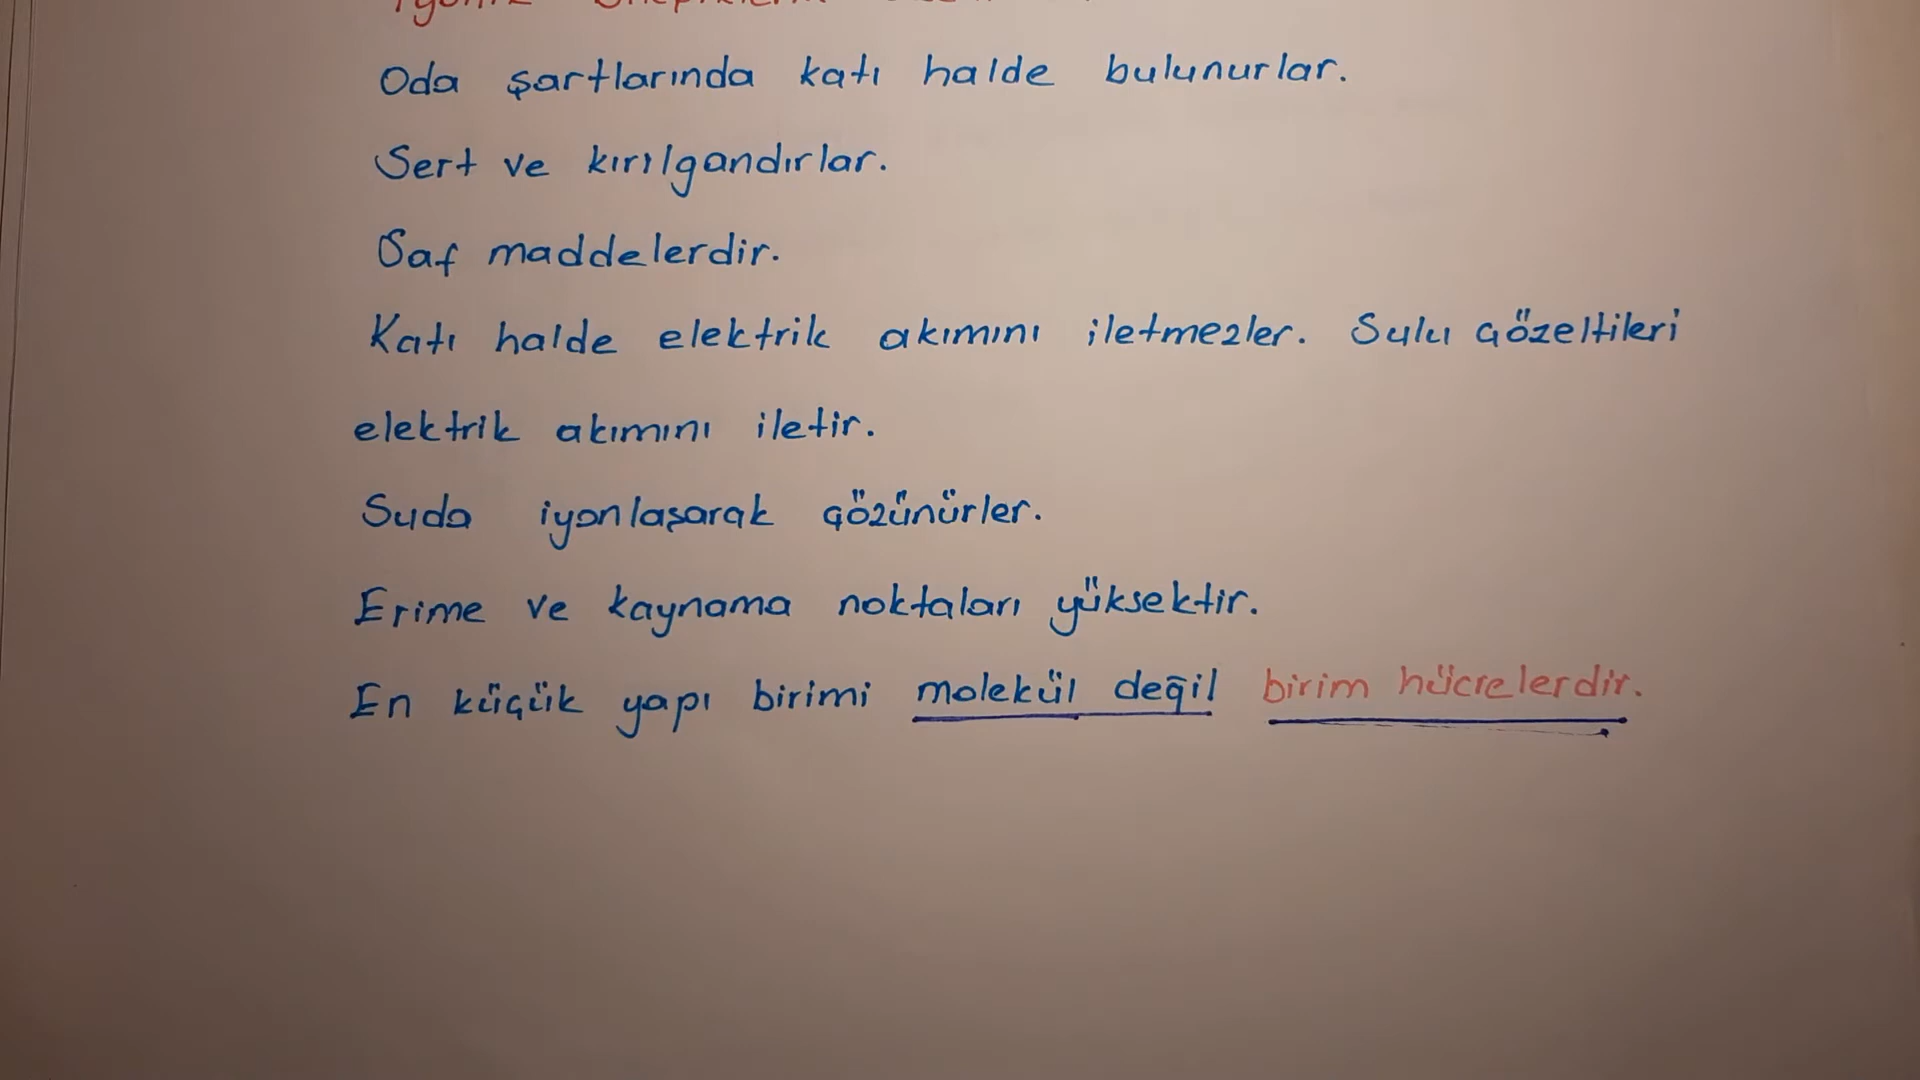 Oda şartlarında katı halde bulunurlar.
Sert ve kırılgandırlar.
Saf maddelerdir.
Katı halde elektrik akımını iletmezler. Sulu çözeltileri
elektrik akımını iletir.
Suda iyonlaşarak çözünürler.
Erime ve kaynama noktaları yüksektir.
En küçük yapı birimi molekül değil birim hücrelerdir.